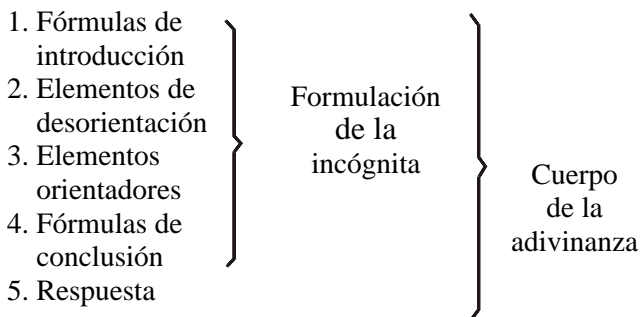 1. Fórmulas de
introducción
2. Elementos de
desorientación
3. Elementos
orientadores
4. Fórmulas de
conclusión
5. Respuesta
Formulación
de la
incógnita
Cuerpo
de la
adivinanza